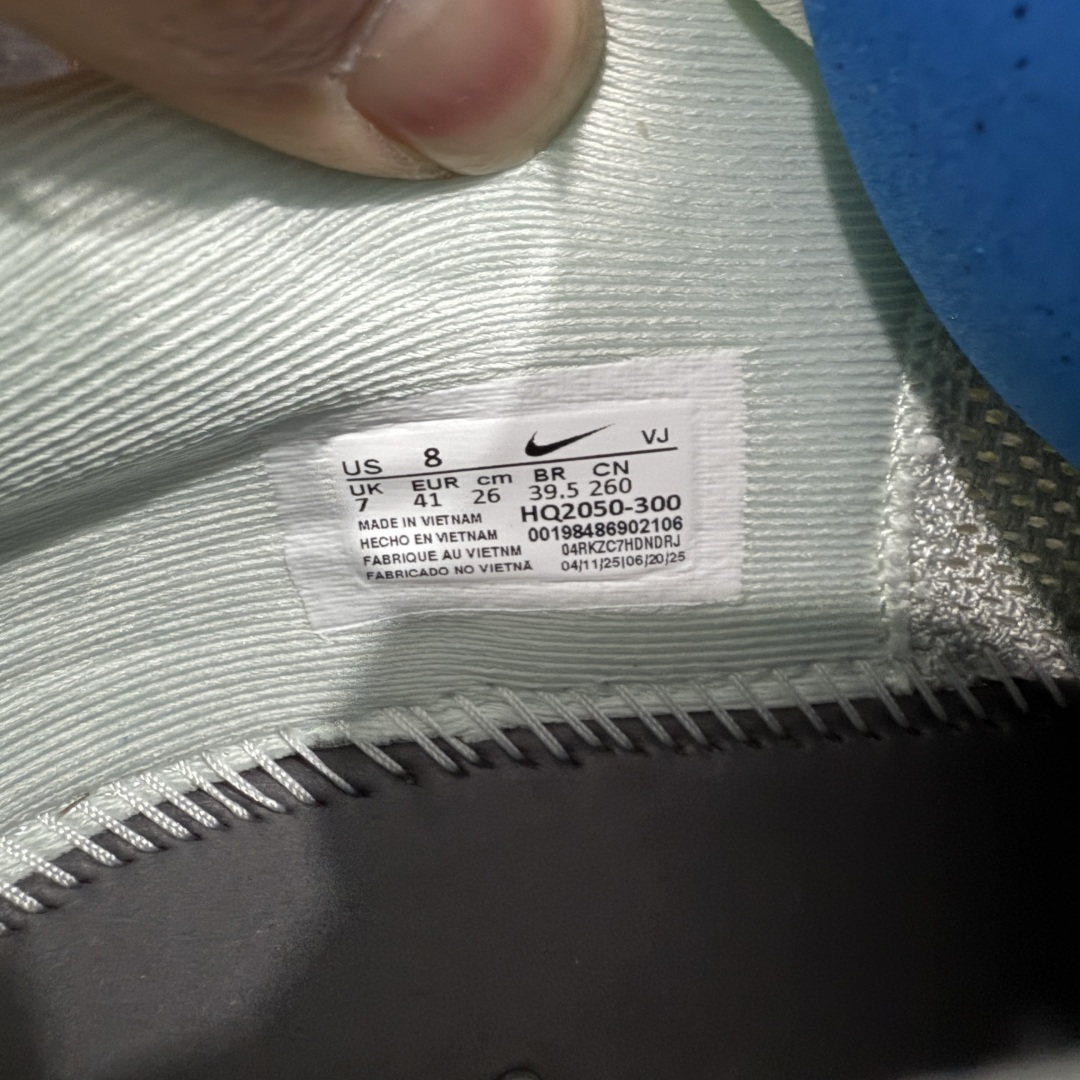 US 8 VJ
UK EUR cm BR CN
7 41 26 39.5 260
MADE IN VIETNAM HQ2050-300
HECHO EN VIETNAM 00198486902106
FABRIQUE AU VIETNM 04RKZC7HDNDRJ
FABRICADO NO VIETNÃ 04/11/25|06/20/25